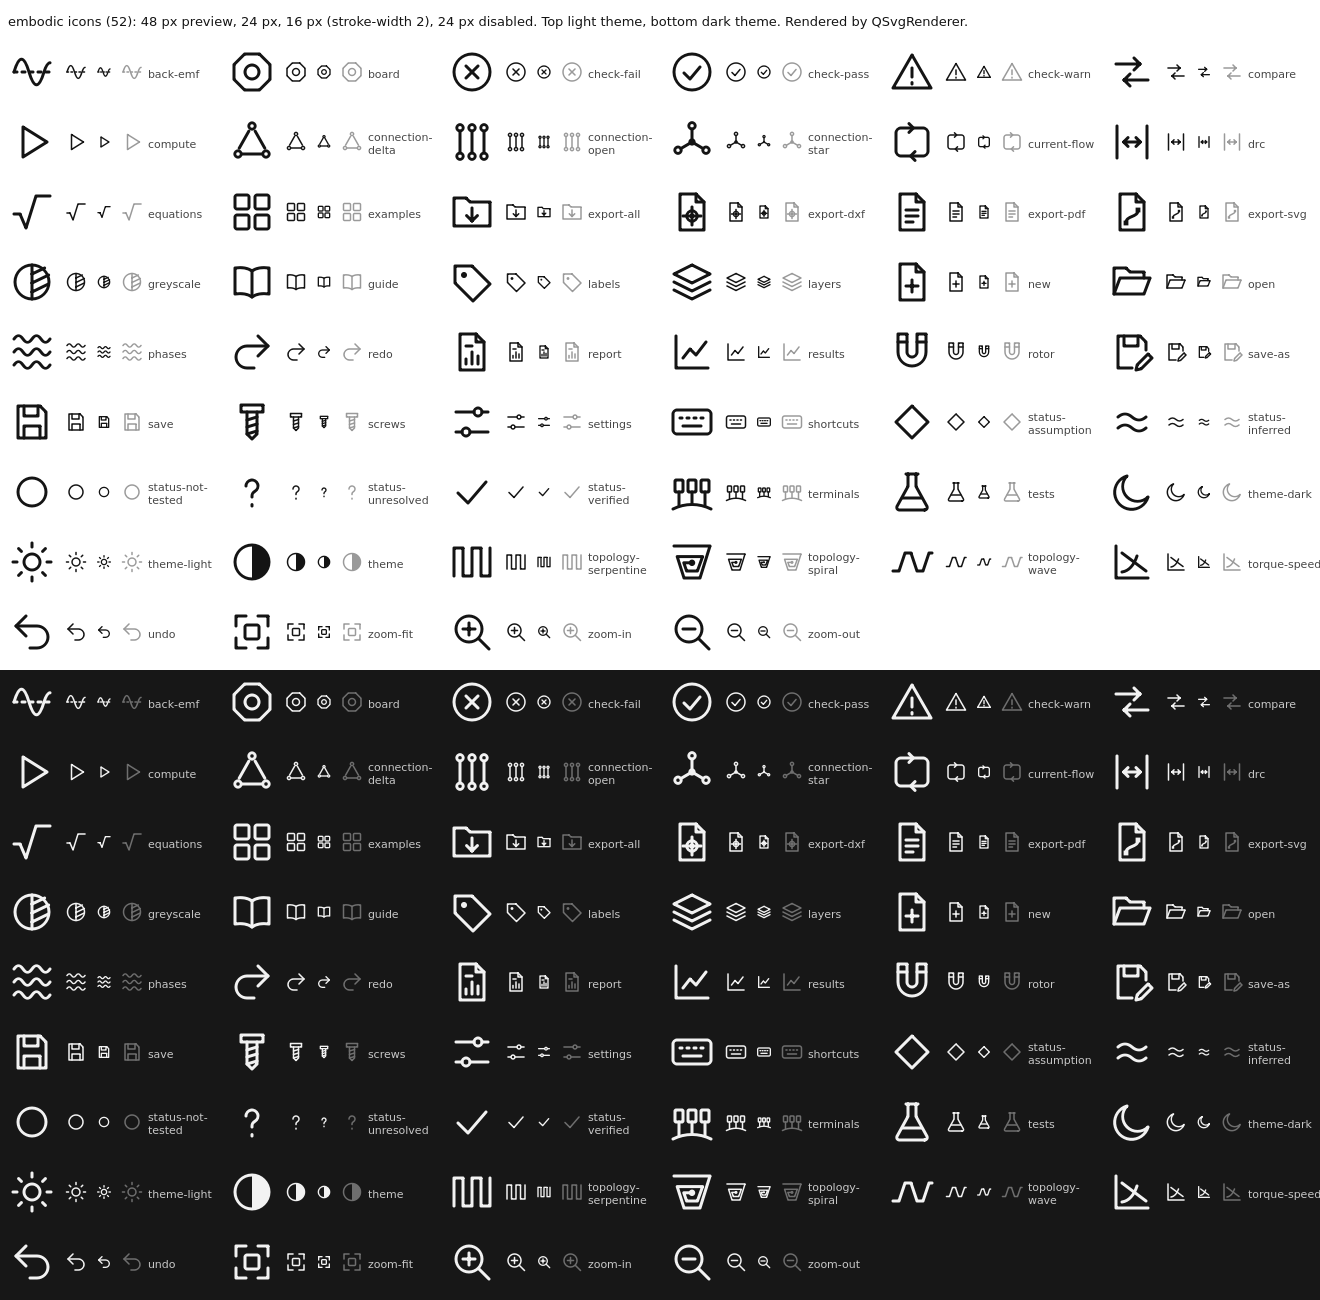 embodic icons (52): 48 px preview, 24 px, 16 px (stroke-width 2), 24 px disabled. Top light theme, bottom dark theme. Rendered by QSvgRenderer.
back-emf
board
check-fail
check-pass
check-warn
compare
compute
connection-
delta
connection-
open
connection-
star
current-flow
drc
equations
examples
export-all
export-dxf
export-pdf
export-svg
greyscale
guide
labels
layers
new
open
phases
redo
report
results
rotor
save-as
save
screws
settings
shortcuts
status-
assumption
status-
inferred
status-not-
tested
status-
unresolved
status-
verified
terminals
tests
theme-dark
theme-light
theme
topology-
serpentine
topology-
spiral
topology-
wave
torque-speed
undo
zoom-fit
zoom-in
zoom-out
back-emf
board
check-fail
check-pass
check-warn
compare
compute
connection-
delta
connection-
open
connection-
star
current-flow
drc
equations
examples
export-all
export-dxf
export-pdf
export-svg
greyscale
guide
labels
layers
new
open
phases
redo
report
results
rotor
save-as
save
screws
settings
shortcuts
status-
assumption
status-
inferred
status-not-
tested
status-
unresolved
status-
verified
terminals
tests
theme-dark
theme-light
theme
topology-
serpentine
topology-
spiral
topology-
wave
torque-speed
undo
zoom-fit
zoom-in
zoom-out